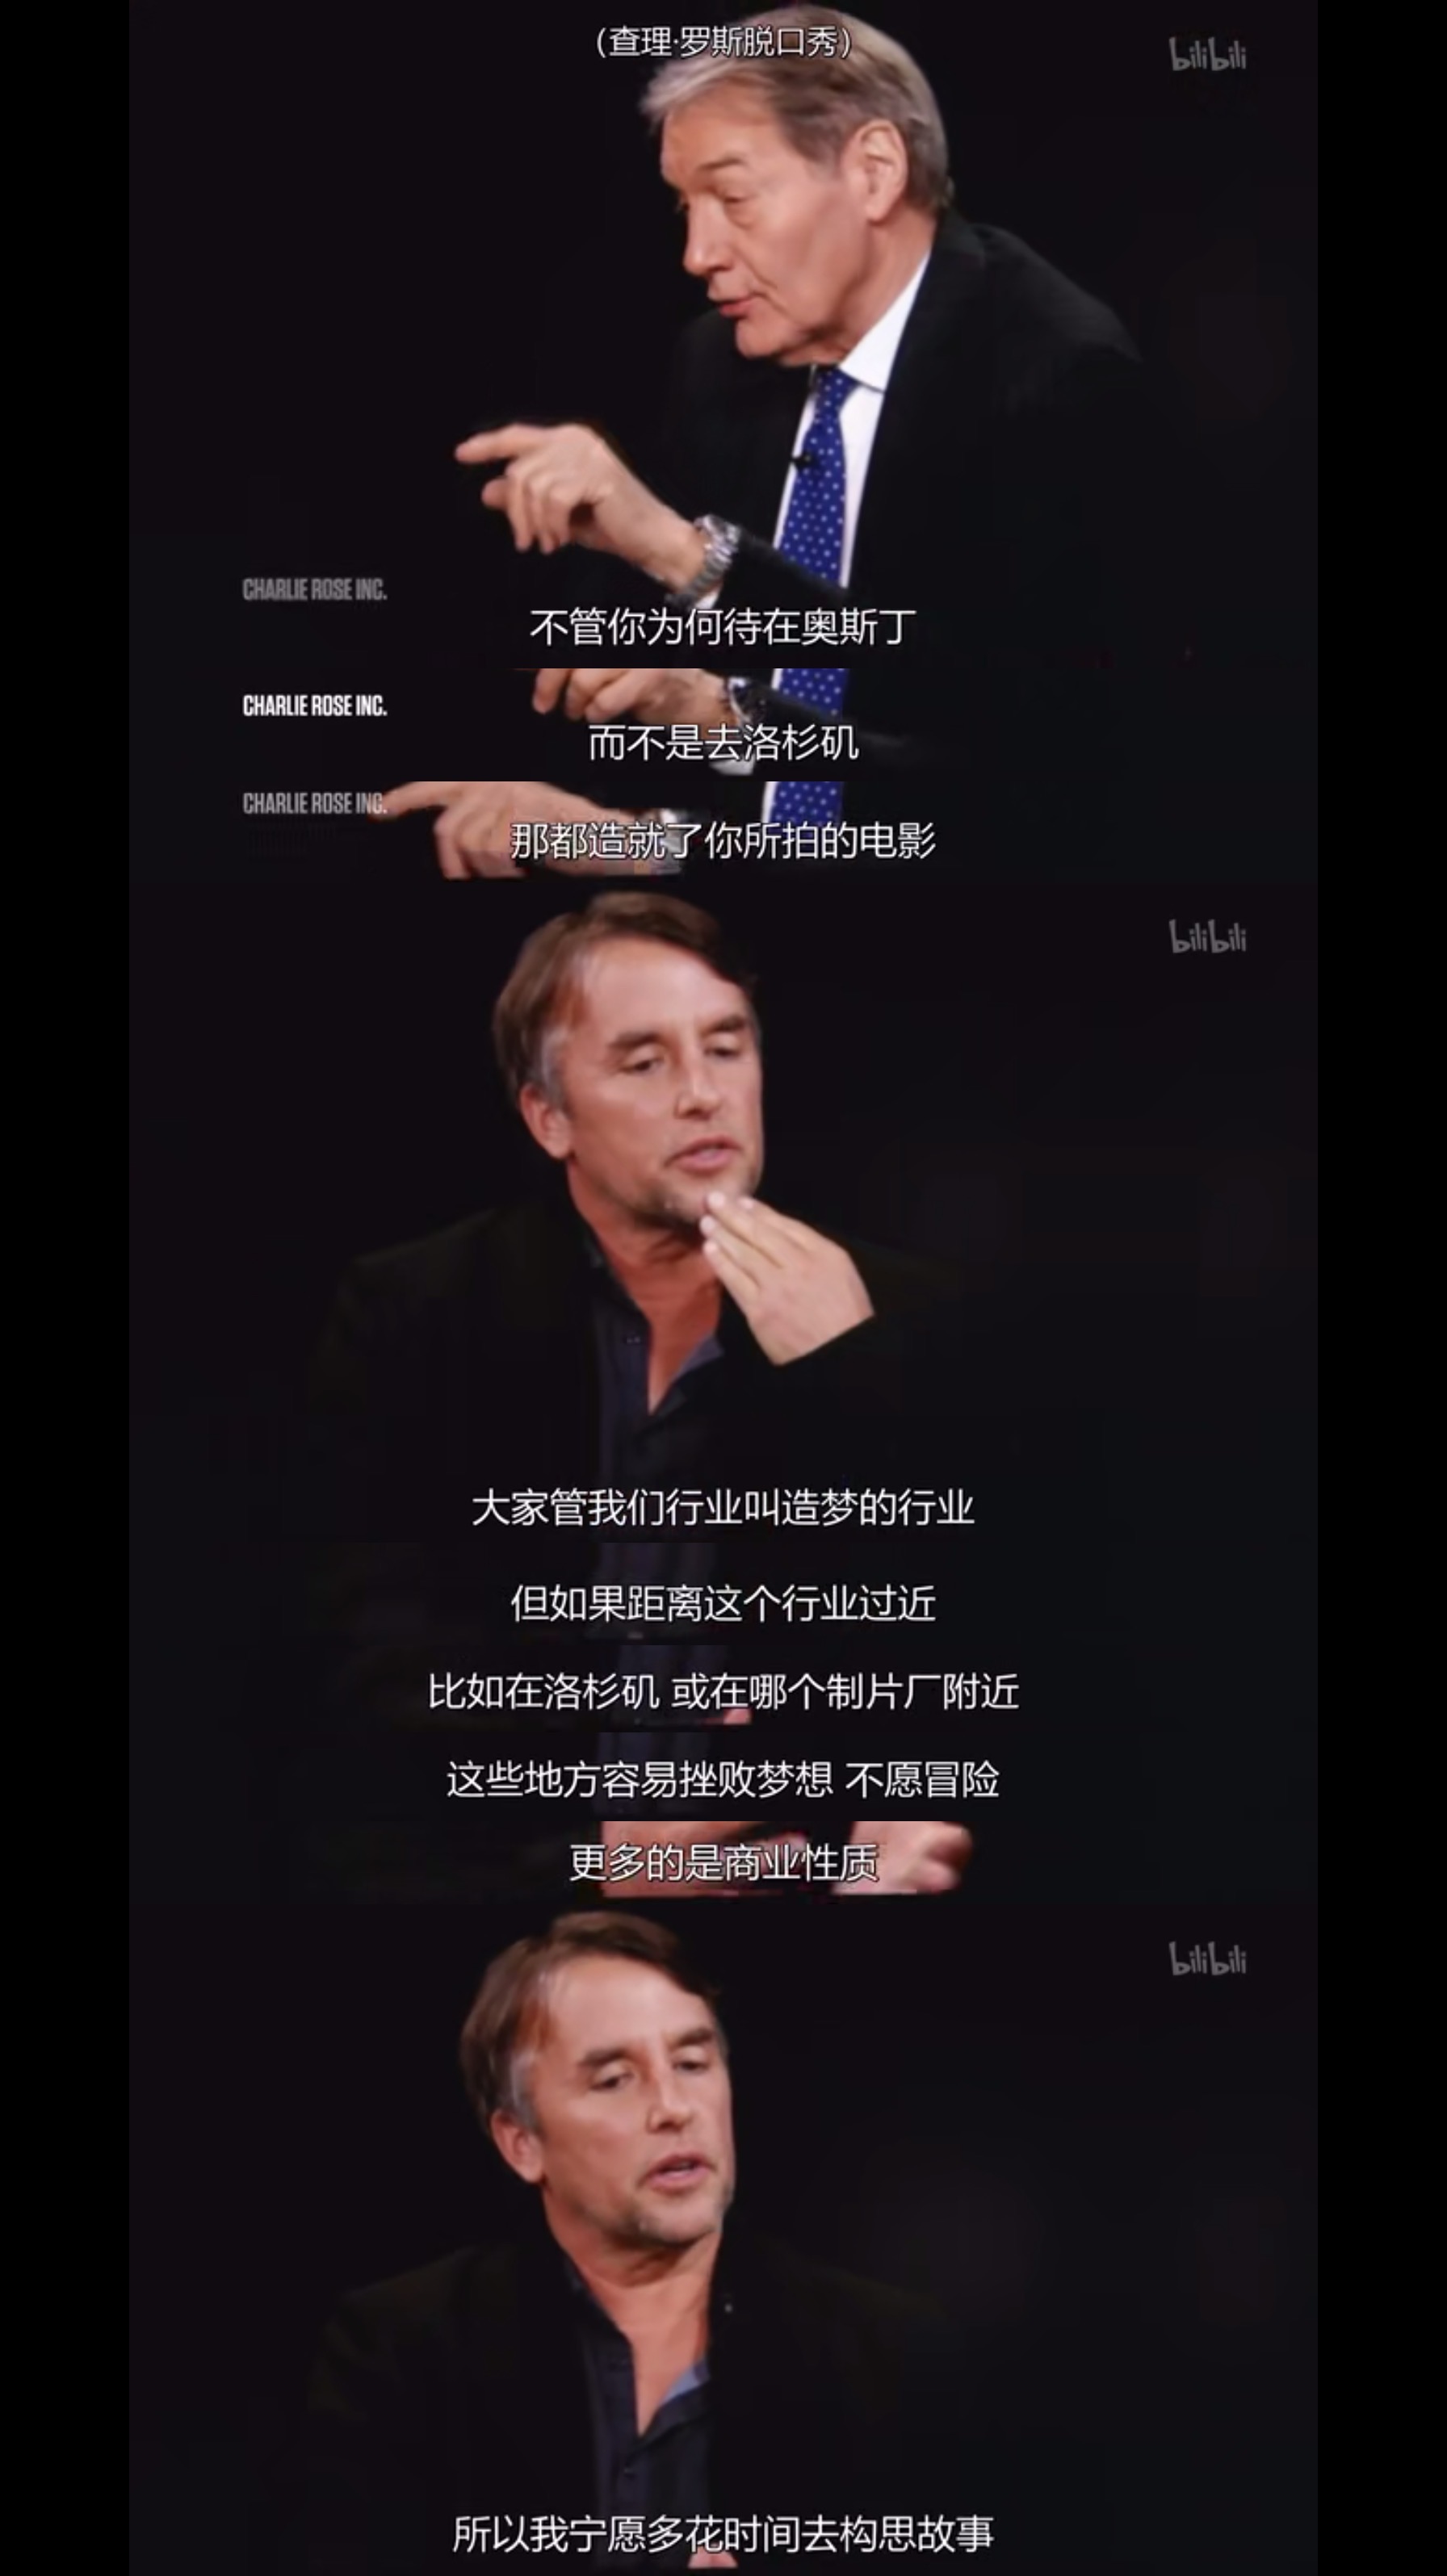 （查理·罗斯脱口秀）
bilibili
CHARLIE ROSE INC.
不管你为何待在奥斯丁
CHARLIE ROSE INC.
而不是去洛杉矶
CHARLIE ROSE INC.
那都造就了你所拍的电影
bilibili
大家管我们行业叫造梦的行业
但如果距离这个行业过近
比如在洛杉矶 或在哪个制片厂附近
这些地方容易挫败梦想 不愿冒险
更多的是商业性质
bilibili
所以我宁愿多花时间去构思故事